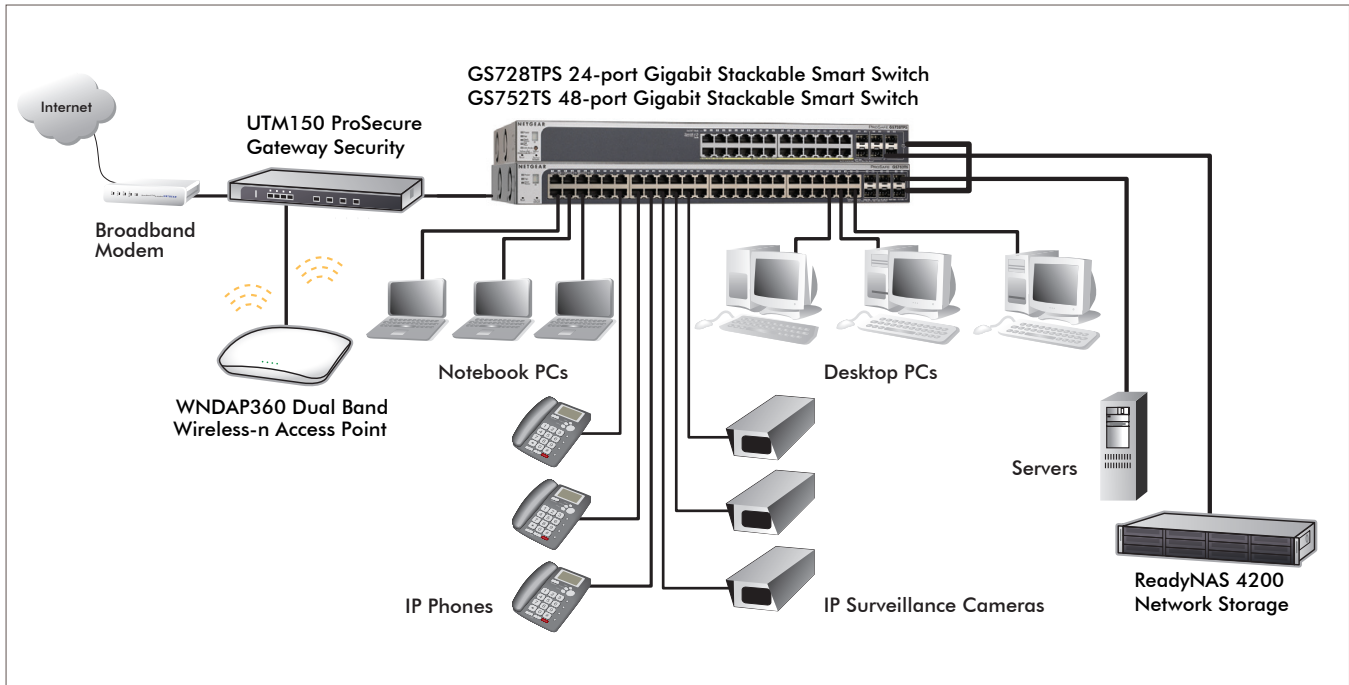 GS728TPS 24-port Gigabit Stackable Smart Switch
GS752TS 48-port Gigabit Stackable Smart Switch
Internet
UTM150 ProSecure
Gateway Security
NETGEAR
NETGEAR
Broadband
Modem
Notebook PCs
Desktop PCs
WNDAP360 Dual Band
Wireless-n Access Point
Servers
IP Phones
IP Surveillance Cameras
ReadyNAS 4200
Network Storage